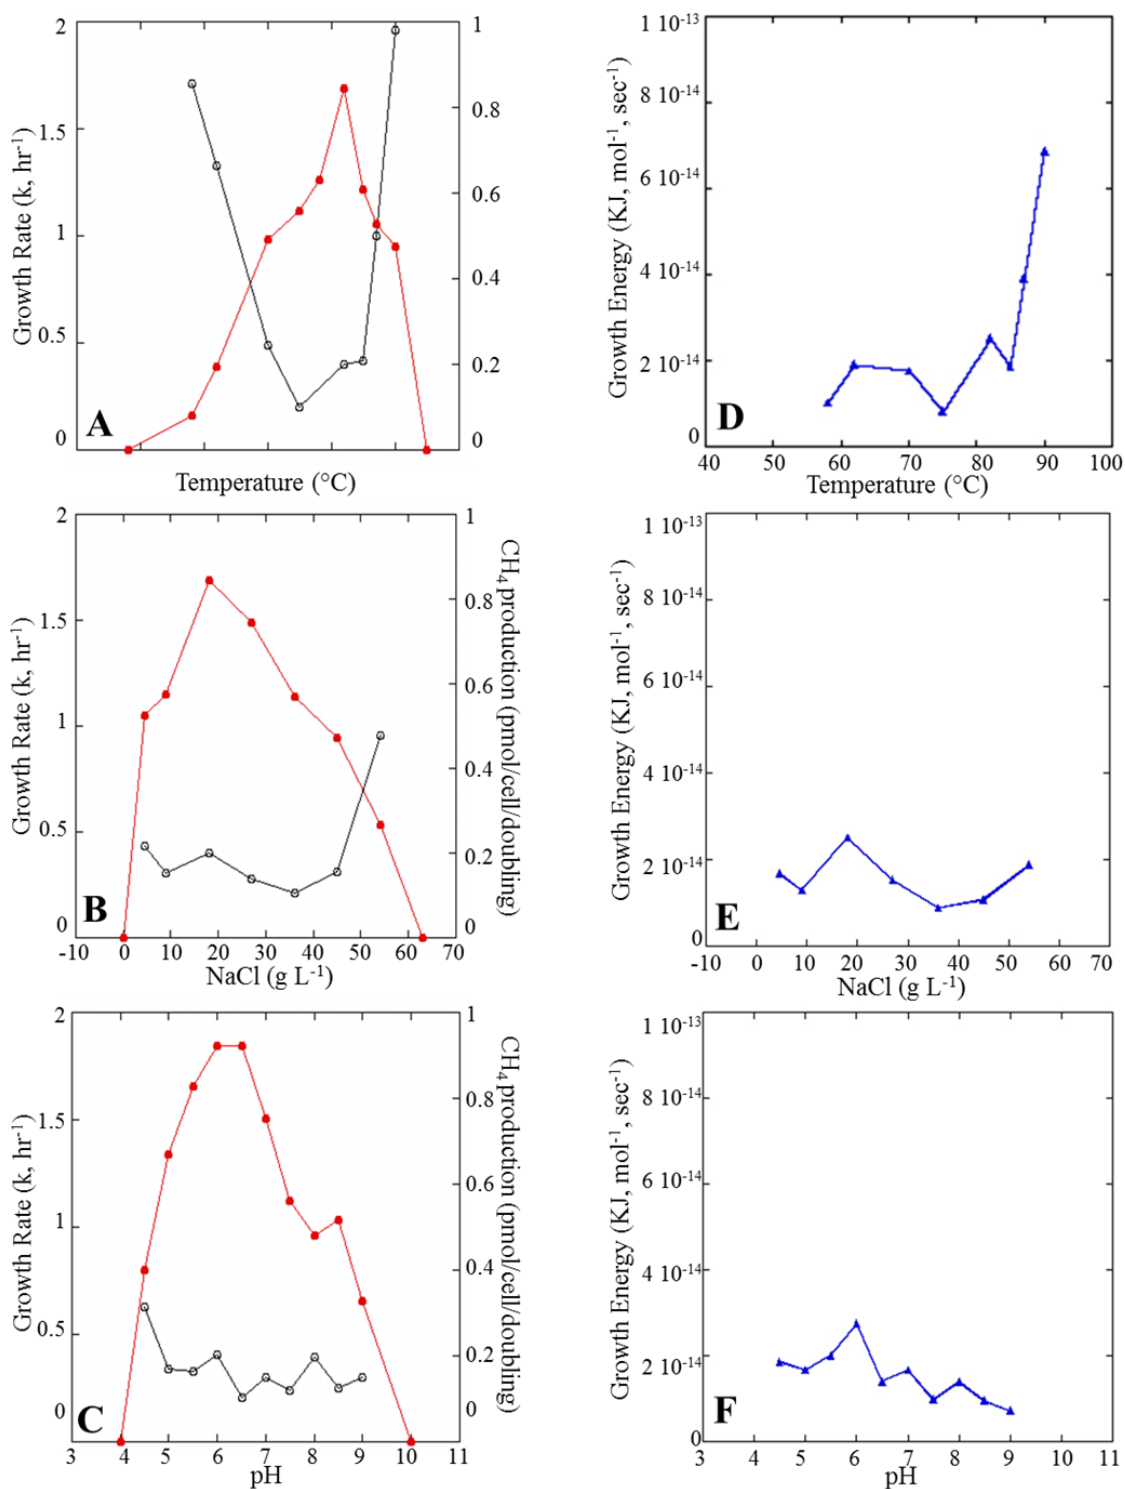 2
1.5
1
0.5
0
Growth Rate (k, hr⁻¹)
1
0.8
0.6
0.4
0.2
0
A
Temperature (°C)
1 10⁻¹³
8 10⁻¹⁴
6 10⁻¹⁴
4 10⁻¹⁴
2 10⁻¹⁴
0
Growth Energy (KJ, mol⁻¹, sec⁻¹)
D
40 50 60 70 80 90 100
Temperature (°C)
2
1.5
1
0.5
0
Growth Rate (k, hr⁻¹)
1
0.8
0.6
0.4
0.2
0
CH₄ production (pmol/cell/doubling)
B
-10 0 10 20 30 40 50 60 70
NaCl (g L⁻¹)
1 10⁻¹³
8 10⁻¹⁴
6 10⁻¹⁴
4 10⁻¹⁴
2 10⁻¹⁴
0
Growth Energy (KJ, mol⁻¹, sec⁻¹)
E
-10 0 10 20 30 40 50 60 70
NaCl (g L⁻¹)
2
1.5
1
0.5
0
Growth Rate (k, hr⁻¹)
1
0.8
0.6
0.4
0.2
0
CH₄ production (pmol/cell/doubling)
C
3 4 5 6 7 8 9 10 11
pH
1 10⁻¹³
8 10⁻¹⁴
6 10⁻¹⁴
4 10⁻¹⁴
2 10⁻¹⁴
0
Growth Energy (KJ, mol⁻¹, sec⁻¹)
F
3 4 5 6 7 8 9 10 11
pH